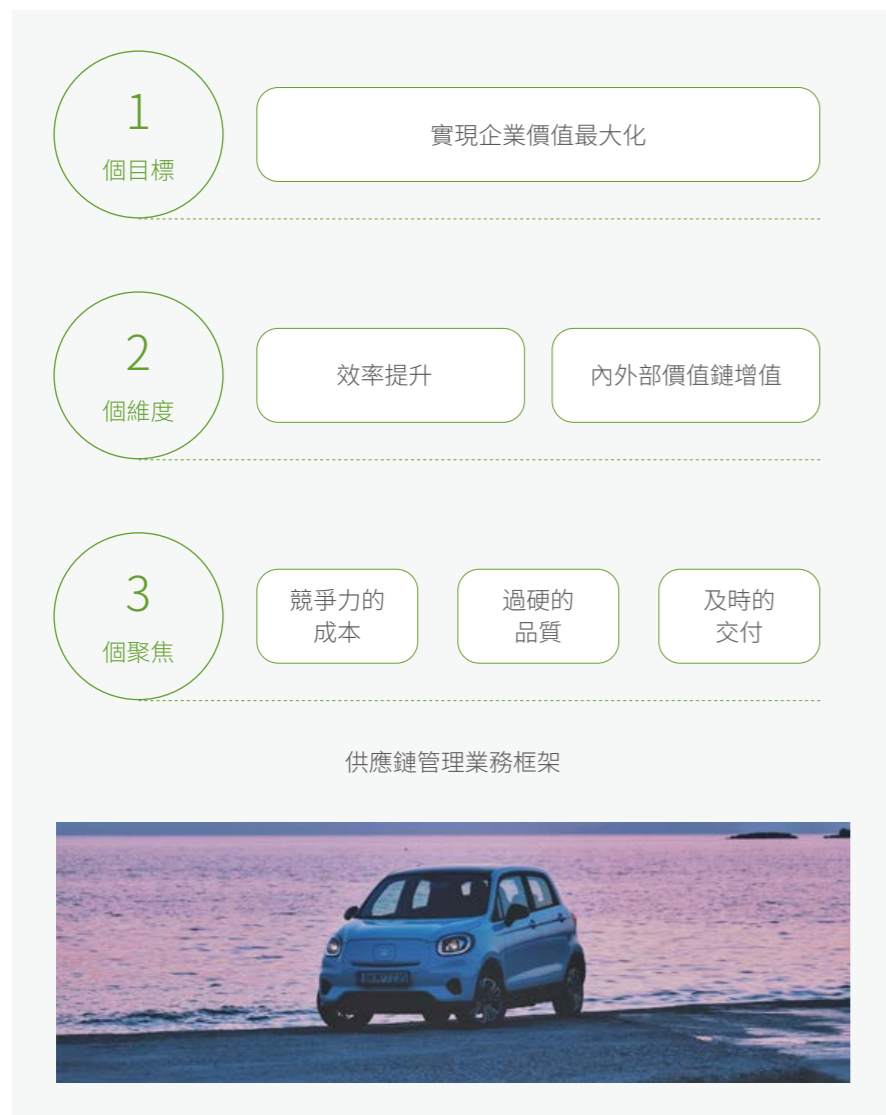 1
個目標
實現企業價值最大化
2
個維度
效率提升
內外部價值鏈增值
3
個聚焦
競爭力的
成本
過硬的
品質
及時的
交付
供應鏈管理業務框架